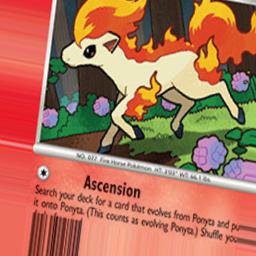 NO. 077 Fire Horse Pokémon HT: 3'03" WT: 66.1 lbs.
Ascension
Search your deck for a card that evolves from Ponyta and pu
it onto Ponyta. (This counts as evolving Ponyta.) Shuffle you